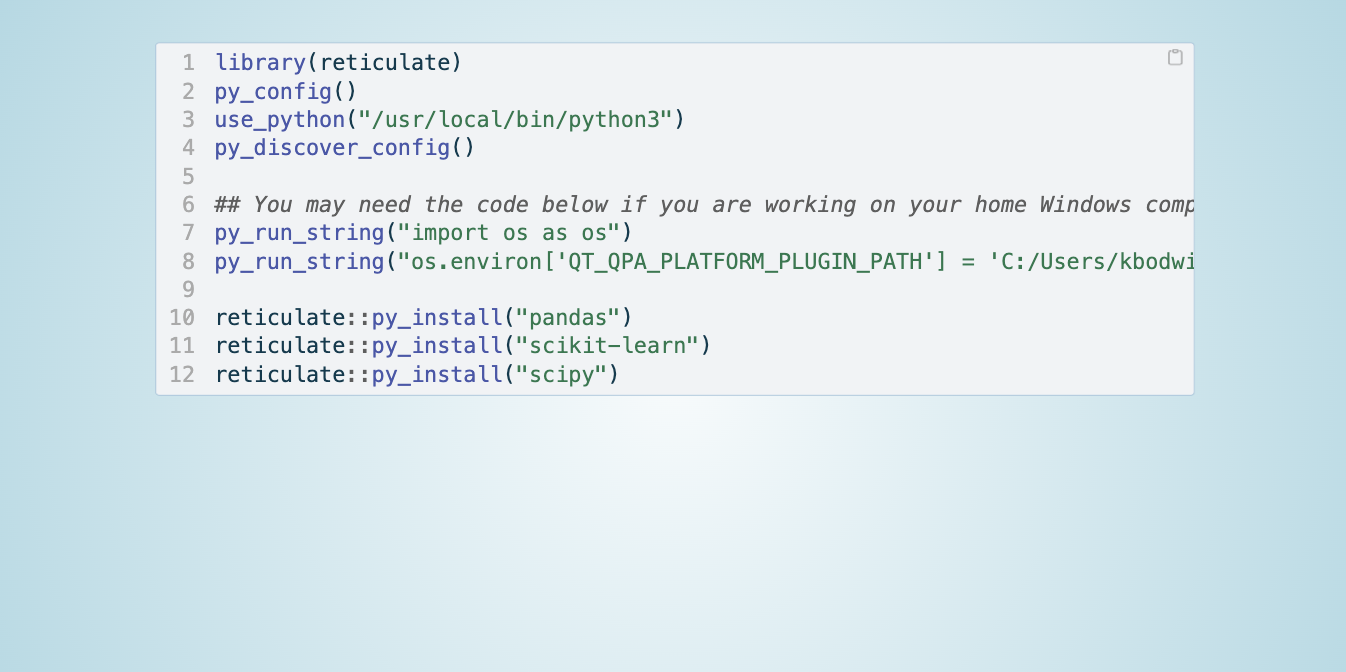 1 library(reticulate)
2 py_config()
3 use_python("/usr/local/bin/python3")
4 py_discover_config()
5
6 ## You may need the code below if you are working on your home Windows comp
7 py_run_string("import os as os")
8 py_run_string("os.environ['QT_QPA_PLATFORM_PLUGIN_PATH'] = 'C:/Users/kbodwi
9
10 reticulate::py_install("pandas")
11 reticulate::py_install("scikit-learn")
12 reticulate::py_install("scipy")